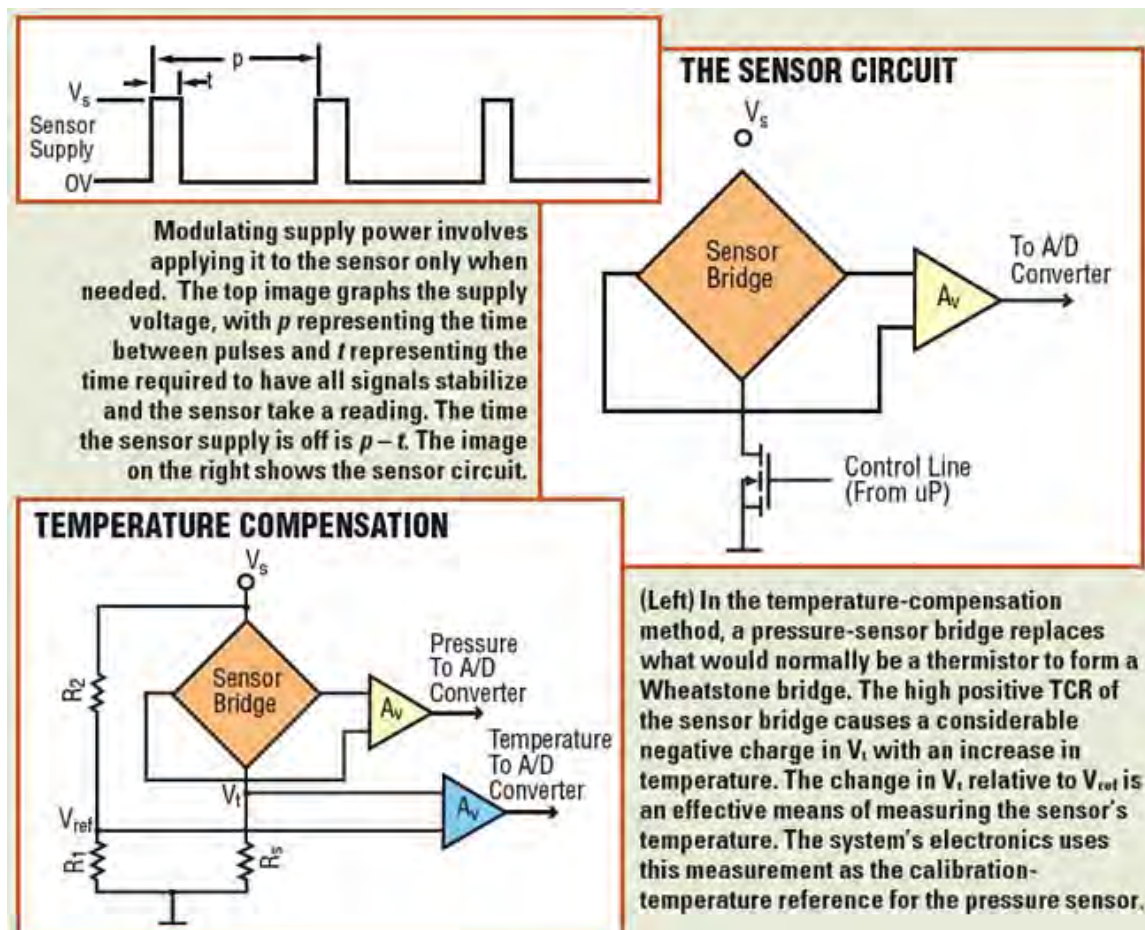 p
t
Vs
Sensor
Supply
0V
Modulating supply power involves
applying it to the sensor only when
needed. The top image graphs the supply
voltage, with p representing the time
between pulses and t representing the
time required to have all signals stabilize
and the sensor take a reading. The time
the sensor supply is off is p – t. The image
on the right shows the sensor circuit.
THE SENSOR CIRCUIT
Vs
Sensor
Bridge
Av
To A/D
Converter
Control Line
(From uP)
TEMPERATURE COMPENSATION
Vs
R2
Sensor
Bridge
Av
Pressure
To A/D
Converter
Temperature
To A/D
Converter
Vt
Av
Vref
R1
Rs
(Left) In the temperature-compensation
method, a pressure-sensor bridge replaces
what would normally be a thermistor to form a
Wheatstone bridge. The high positive TCR of
the sensor bridge causes a considerable
negative charge in Vt with an increase in
temperature. The change in Vt relative to Vref is
an effective means of measuring the sensor's
temperature. The system's electronics uses
this measurement as the calibration-
temperature reference for the pressure sensor.